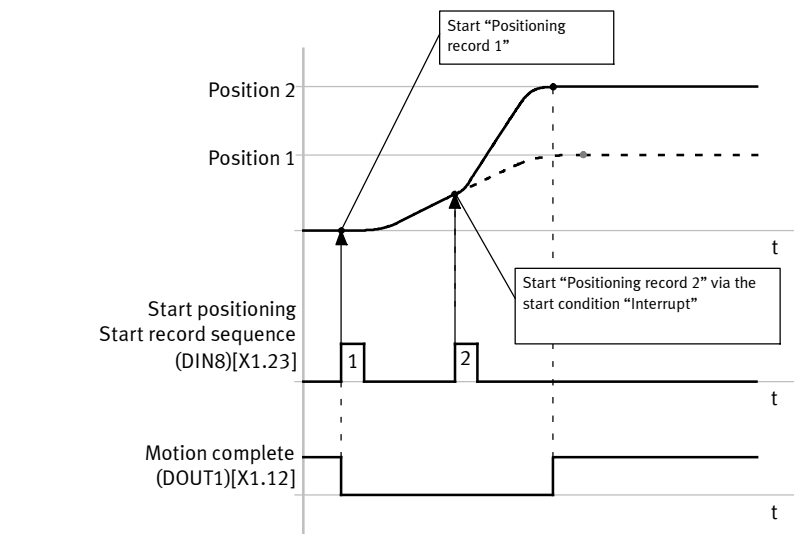 Start “Positioning
record 1”
Position 2
Position 1
t
Start “Positioning record 2” via the
start condition “Interrupt”
Start positioning
Start record sequence
(DIN8)[X1.23]
1
2
t
Motion complete
(DOUT1)[X1.12]
t